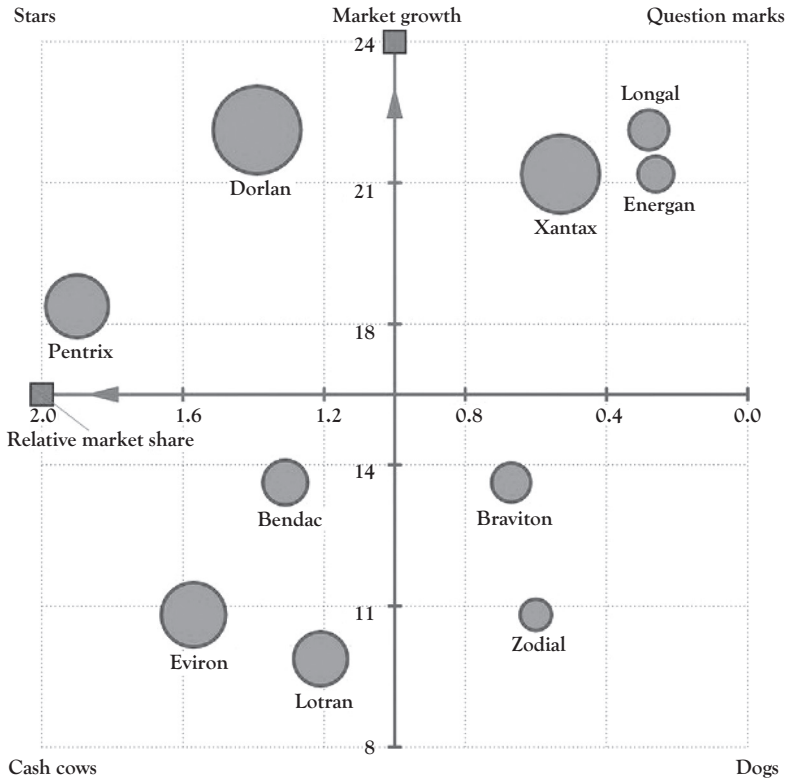 Stars
Market growth
Question marks
24
Longal
Dorlan
21
Energan
Xantax
18
Pentrix
2.0
1.6
1.2
0.8
0.4
0.0
Relative market share
14
Bendac
Braviton
11
Zodial
Eviron
Lotran
8
Cash cows
Dogs